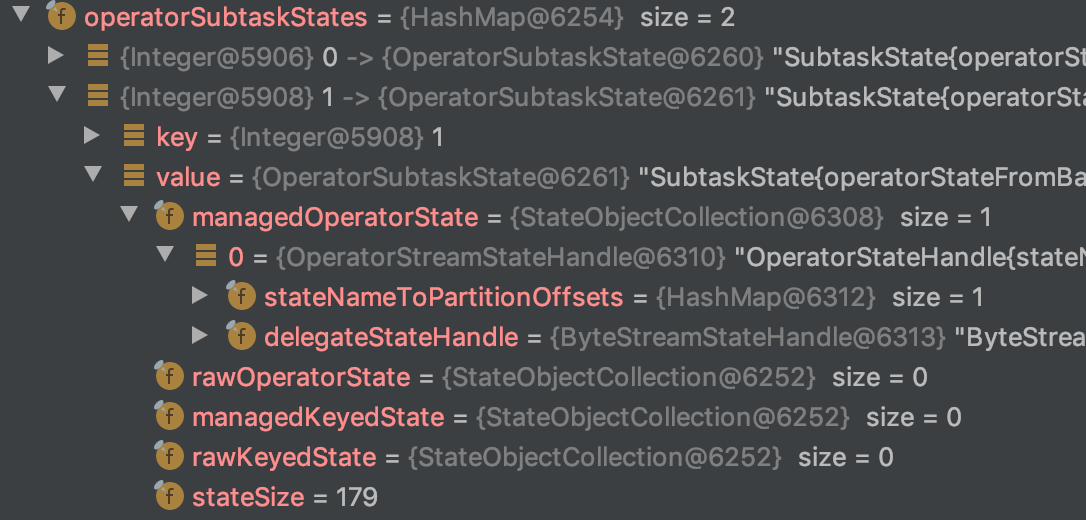 operatorSubtaskStates = {HashMap@6254} size = 2
{Integer@5906} 0 -> {OperatorSubtaskState@6260} "SubtaskState{operatorSt
{Integer@5908} 1 -> {OperatorSubtaskState@6261} "SubtaskState{operatorSta
key = {Integer@5908} 1
value = {OperatorSubtaskState@6261} "SubtaskState{operatorStateFromBa
f managedOperatorState = {StateObjectCollection@6308} size = 1
0 = {OperatorStreamStateHandle@6310} "OperatorStateHandle{stateN
f stateNameToPartitionOffsets = {HashMap@6312} size = 1
f delegateStateHandle = {ByteStreamStateHandle@6313} "ByteStrea
f rawOperatorState = {StateObjectCollection@6252} size = 0
f managedKeyedState = {StateObjectCollection@6252} size = 0
f rawKeyedState = {StateObjectCollection@6252} size = 0
f stateSize = 179